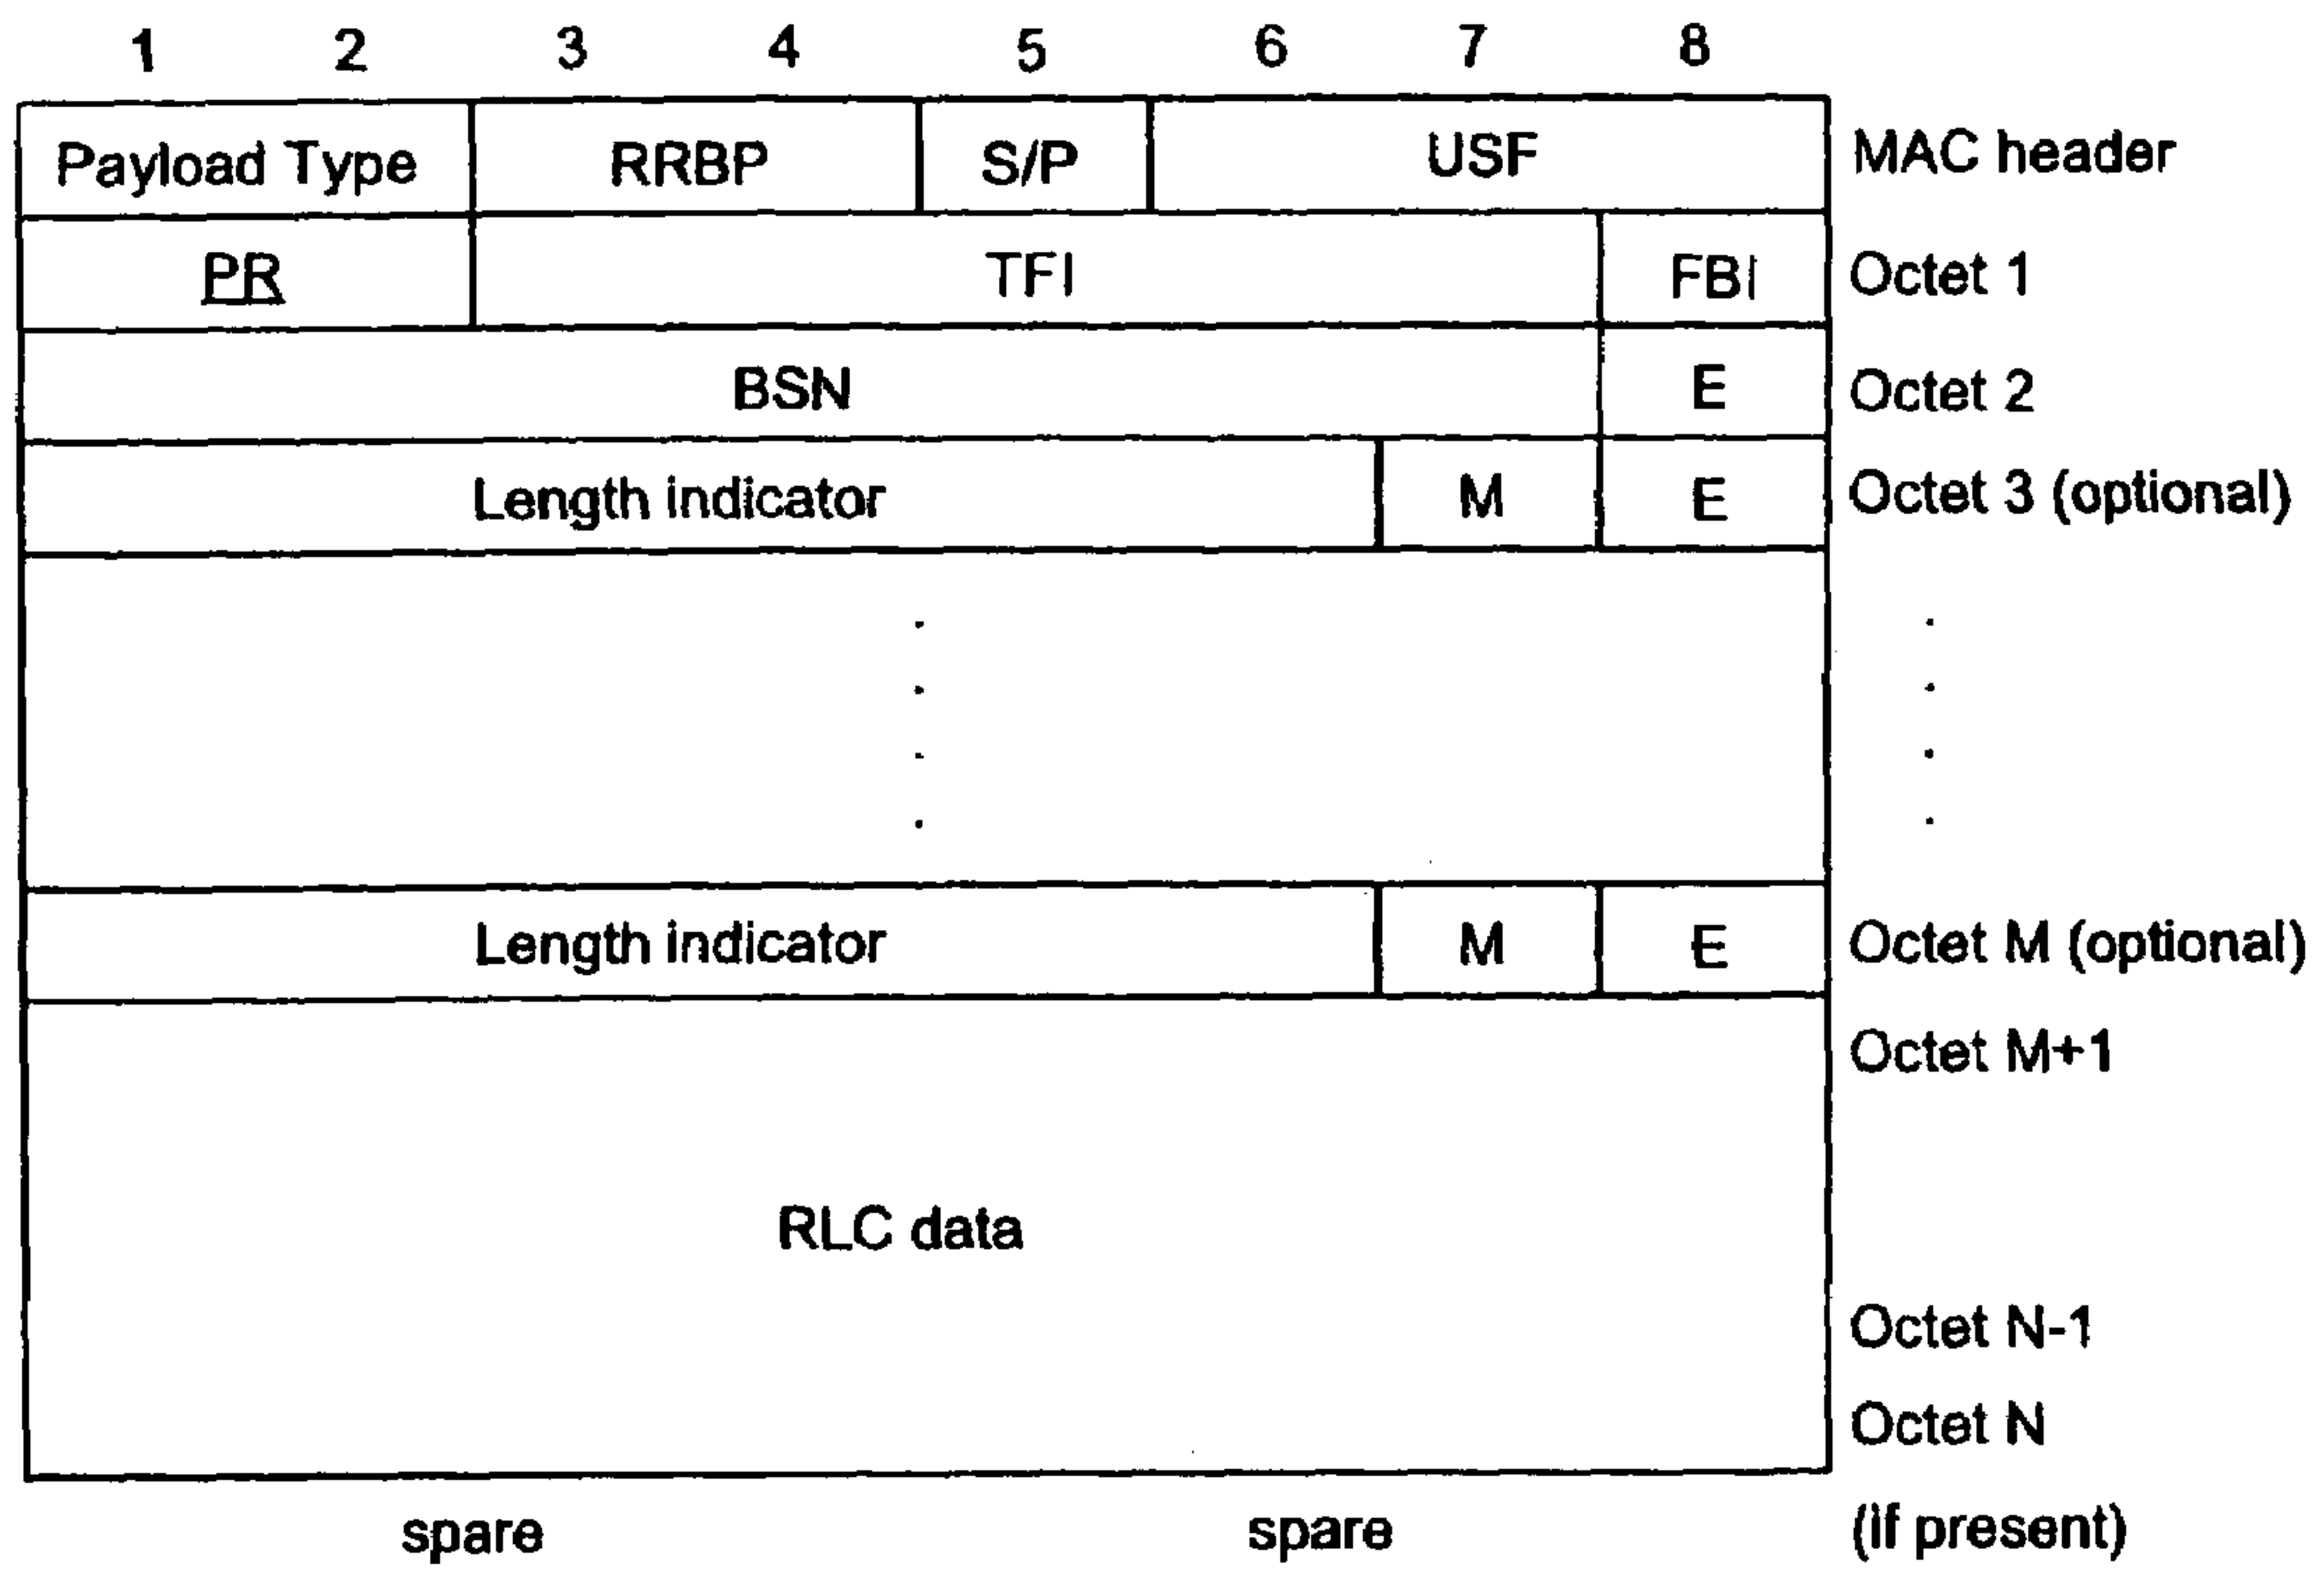 1 2 3 4 5 6 7 8
Payload Type RRBP S/P USF MAC header
PR TFI FBI Octet 1
BSN E Octet 2
Length indicator M E Octet 3 (optional)
Length indicator M E Octet M (optional)
Octet M+1
RLC data
Octet N-1
Octet N
spare spare (if present)